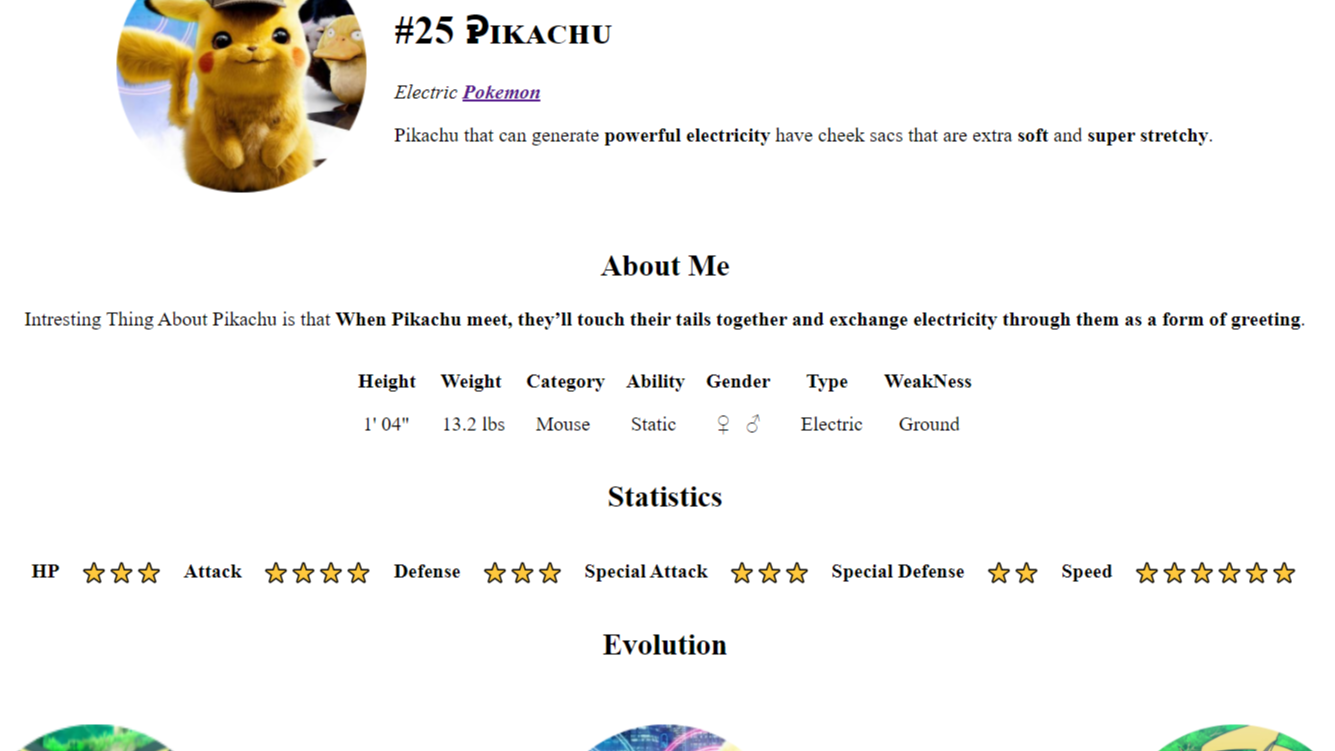 #25 Ꭾɪᴋᴀᴄʜᴜ
Electric Pokemon
Pikachu that can generate powerful electricity have cheek sacs that are extra soft and super stretchy.
About Me
Intresting Thing About Pikachu is that When Pikachu meet, they’ll touch their tails together and exchange electricity through them as a form of greeting.
Height Weight Category Ability Gender Type WeakNess
1' 04" 13.2 lbs Mouse Static ♀ ♂ Electric Ground
Statistics
HP ⭐⭐⭐ Attack ⭐⭐⭐⭐ Defense ⭐⭐⭐ Special Attack ⭐⭐⭐ Special Defense ⭐⭐ Speed ⭐⭐⭐⭐⭐⭐
Evolution